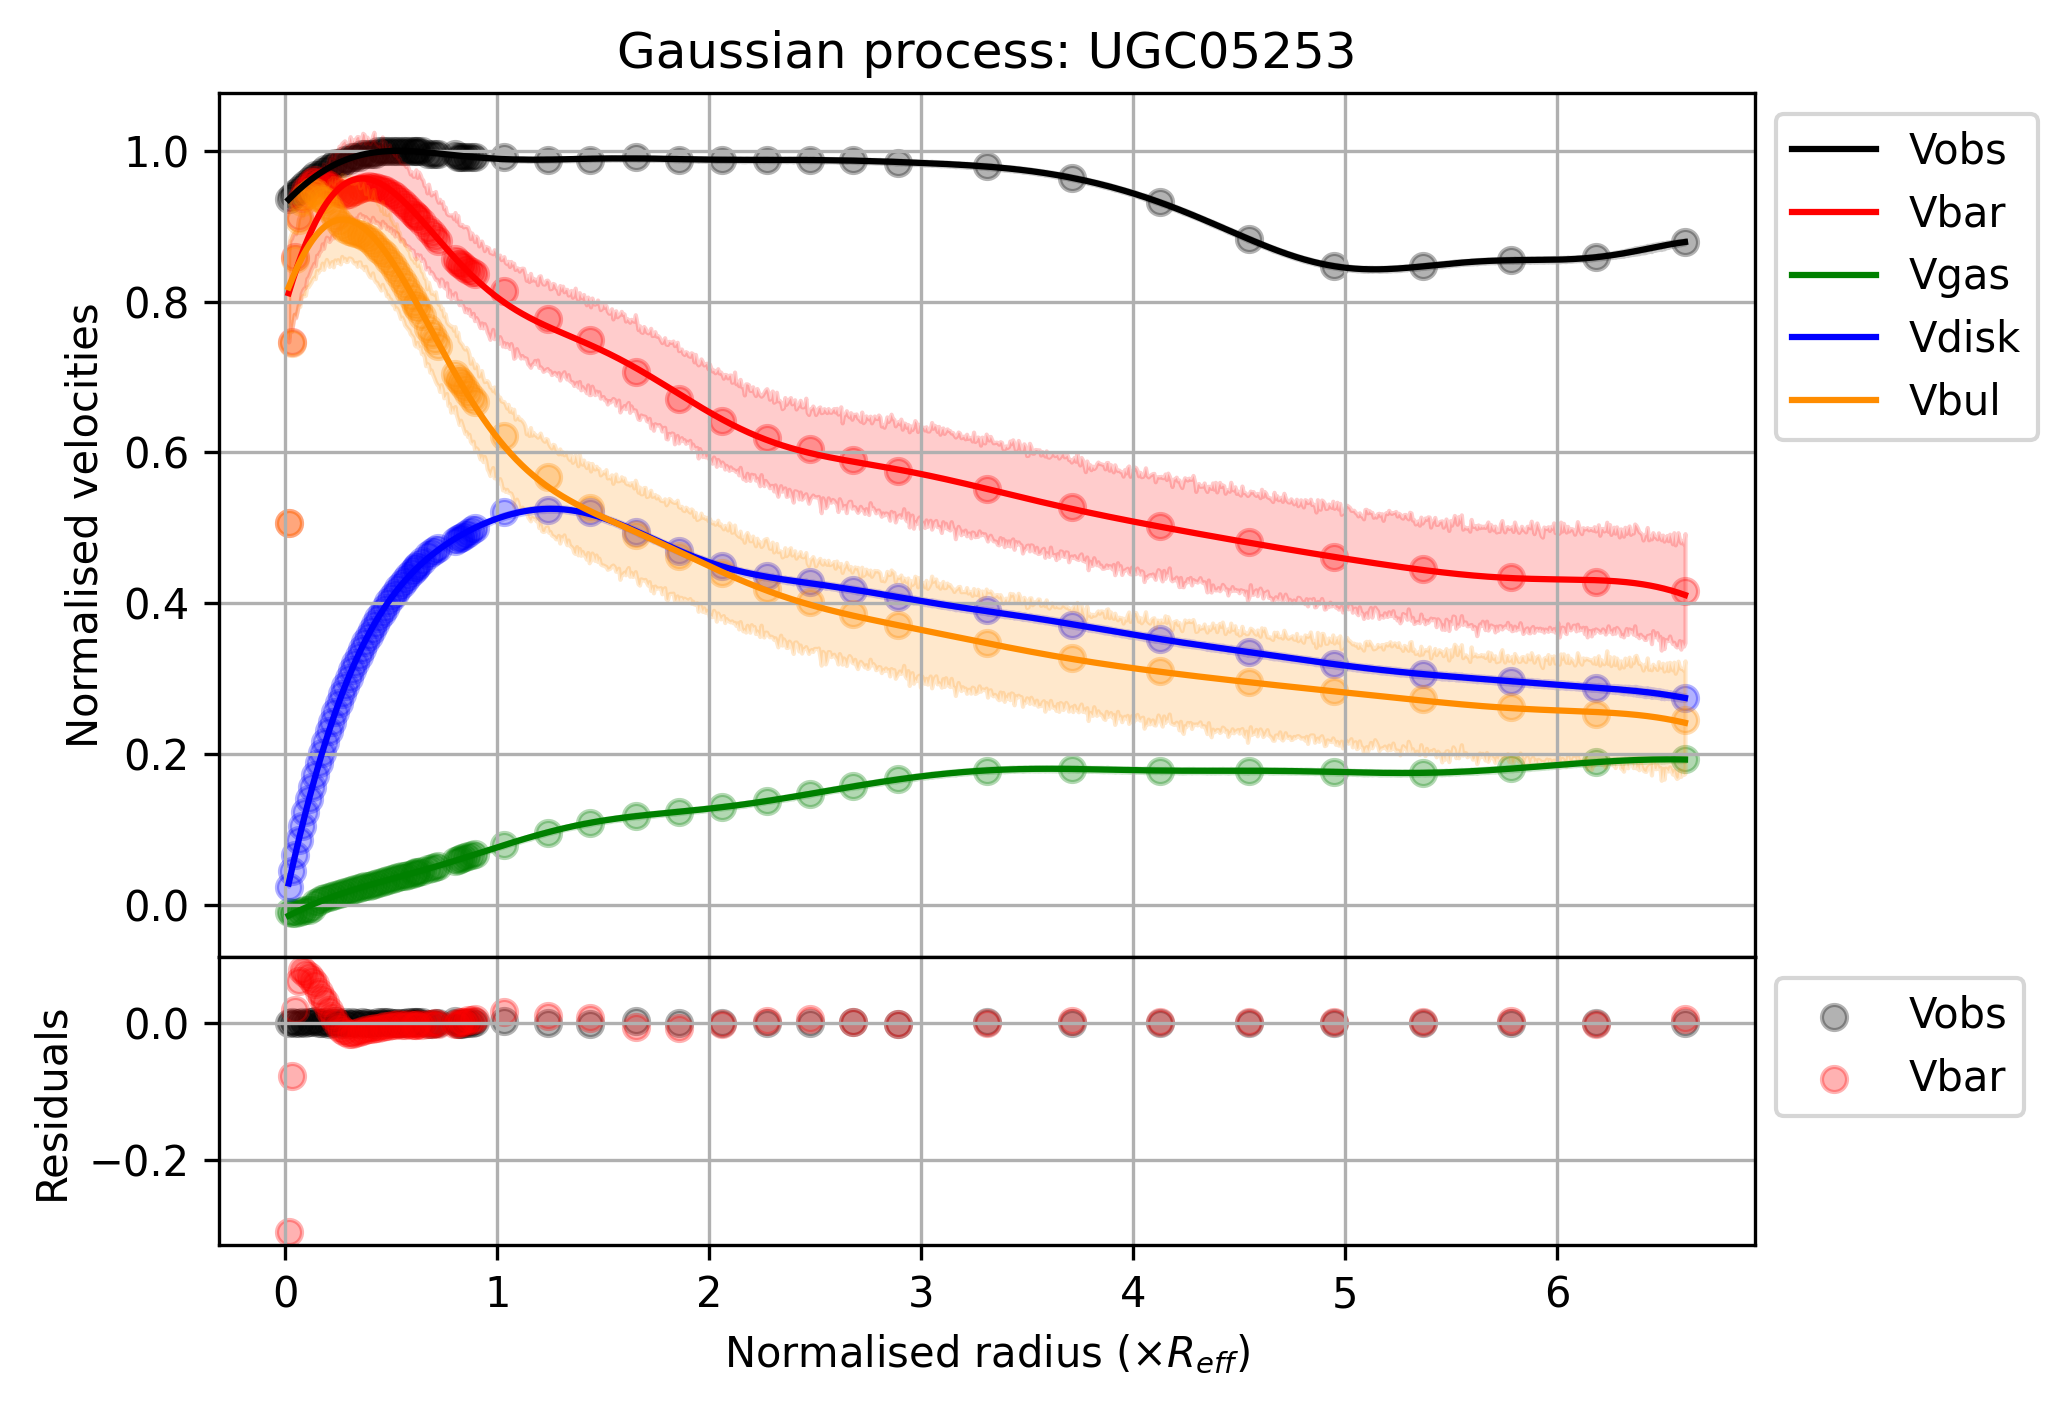 Gaussian process: UGC05253
Normalised velocities
1.0
0.8
0.6
0.4
0.2
0.0
Vobs
Vbar
Vgas
Vdisk
Vbul
Residuals
0.0
−0.2
Vobs
Vbar
0 1 2 3 4 5 6
Normalised radius (×R_{eff})